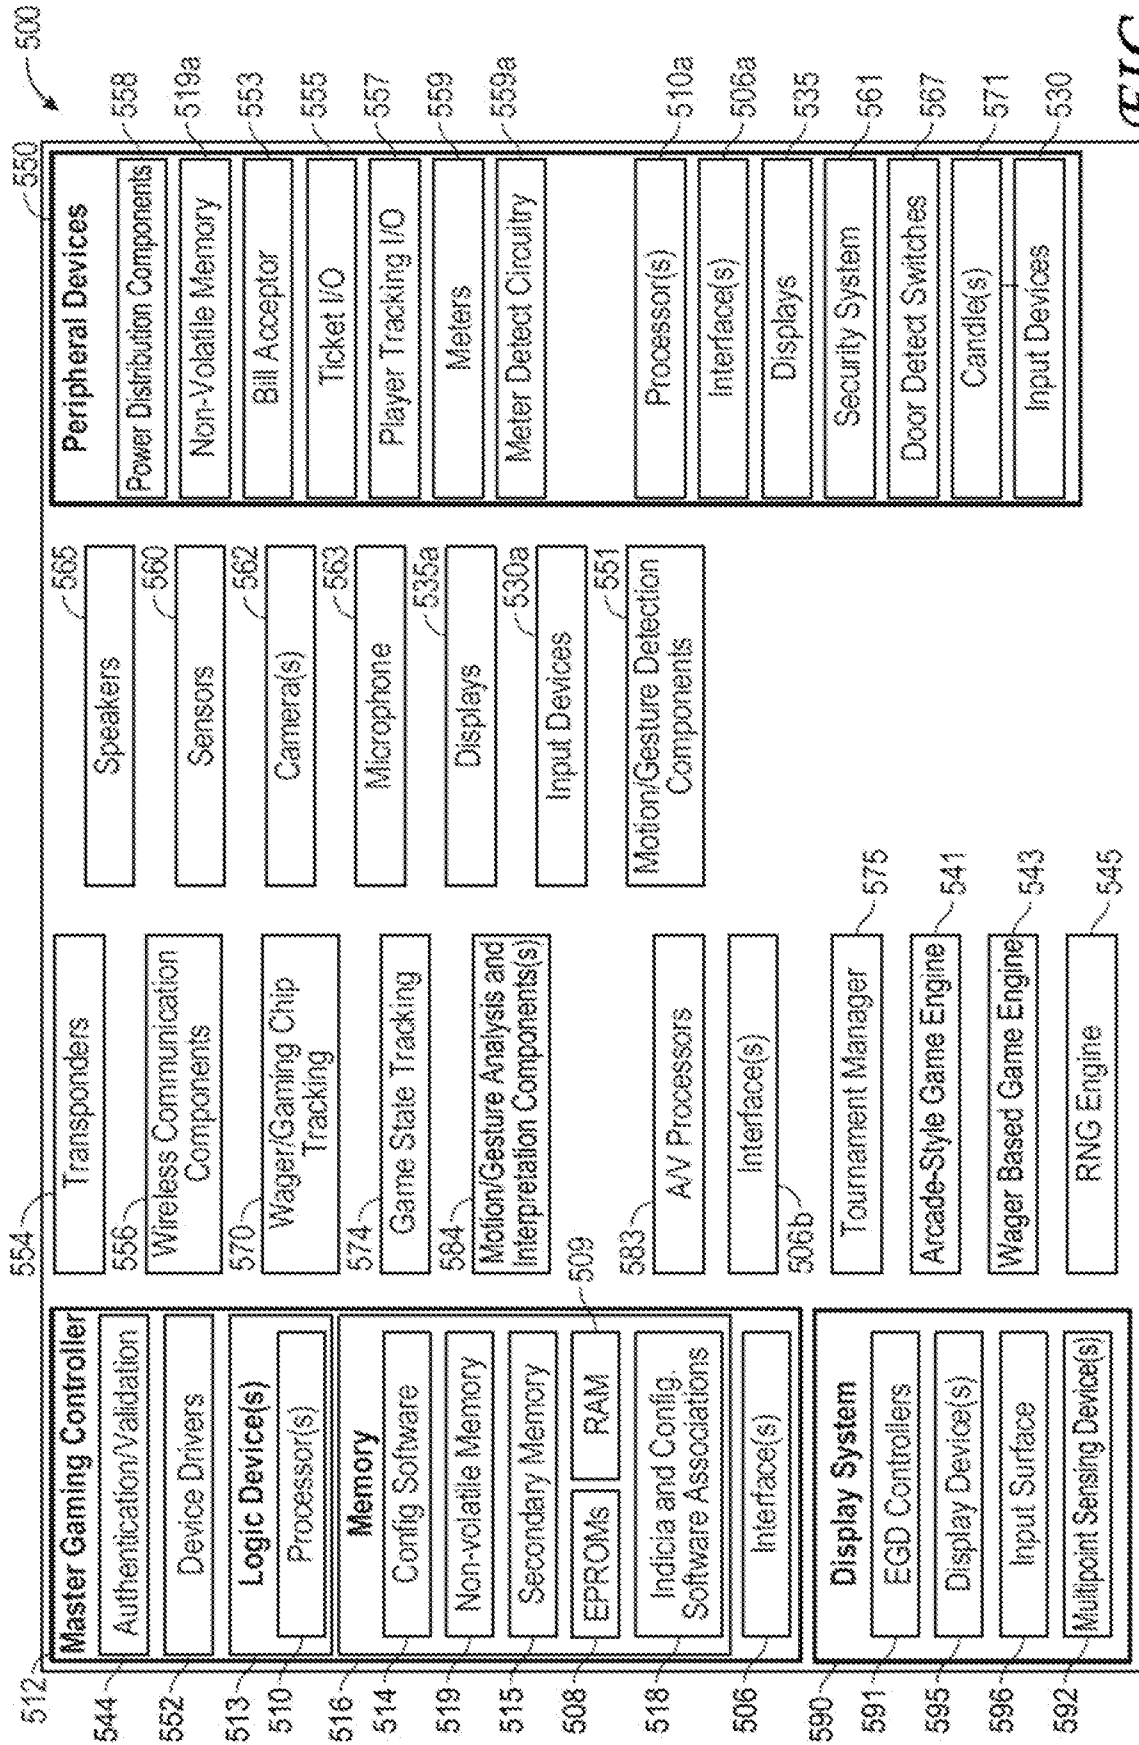 500
512
Master Gaming Controller
544
Authentication/Validation
552
Device Drivers
513
Logic Device(s)
510
Processor(s)
516
Memory
514
Config Software
519
Non-volatile Memory
515
Secondary Memory
508
EPROMs
RAM
509
518
Indicia and Config.
Software Associations
506
Interface(s)
590
Display System
591
EGD Controllers
595
Display Device(s)
596
Input Surface
592
Multipoint Sensing Device(s)
554
Transponders
556
Wireless Communication
Components
570
Wager/Gaming Chip
Tracking
574
Game State Tracking
584
Motion/Gesture Analysis and
Interpretation Components(s)
583
A/V Processors
Interface(s)
506b
Tournament Manager
575
Arcade-Style Game Engine
541
Wager Based Game Engine
543
RNG Engine
545
Speakers
565
Sensors
560
Camera(s)
562
Microphone
563
Displays
535a
Input Devices
530a
Motion/Gesture Detection
Components
551
550
Peripheral Devices
Power Distribution Components
558
Non-Volatile Memory
519a
Bill Acceptor
553
Ticket I/O
555
Player Tracking I/O
557
Meters
559
Meter Detect Circuitry
559a
Processor(s)
510a
Interface(s)
506a
Displays
535
Security System
561
Door Detect Switches
567
Candle(s)
571
Input Devices
530